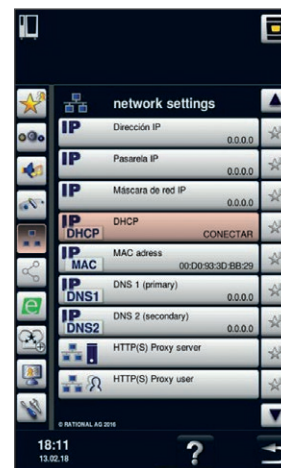 network settings
IP Dirección IP 0.0.0.0
IP Pasarela IP 0.0.0.0
IP Máscara de red IP 0.0.0.0
IP DHCP DHCP CONECTAR
IP MAC MAC adress 00:D0:93:3D:BB:29
IP DNS1 DNS 1 (primary) 0.0.0.0
IP DNS2 DNS 2 (secondary) 0.0.0.0
HTTP(S) Proxy server
HTTP(S) Proxy user
© RATIONAL AG 2016
18:11
13.02.18
?